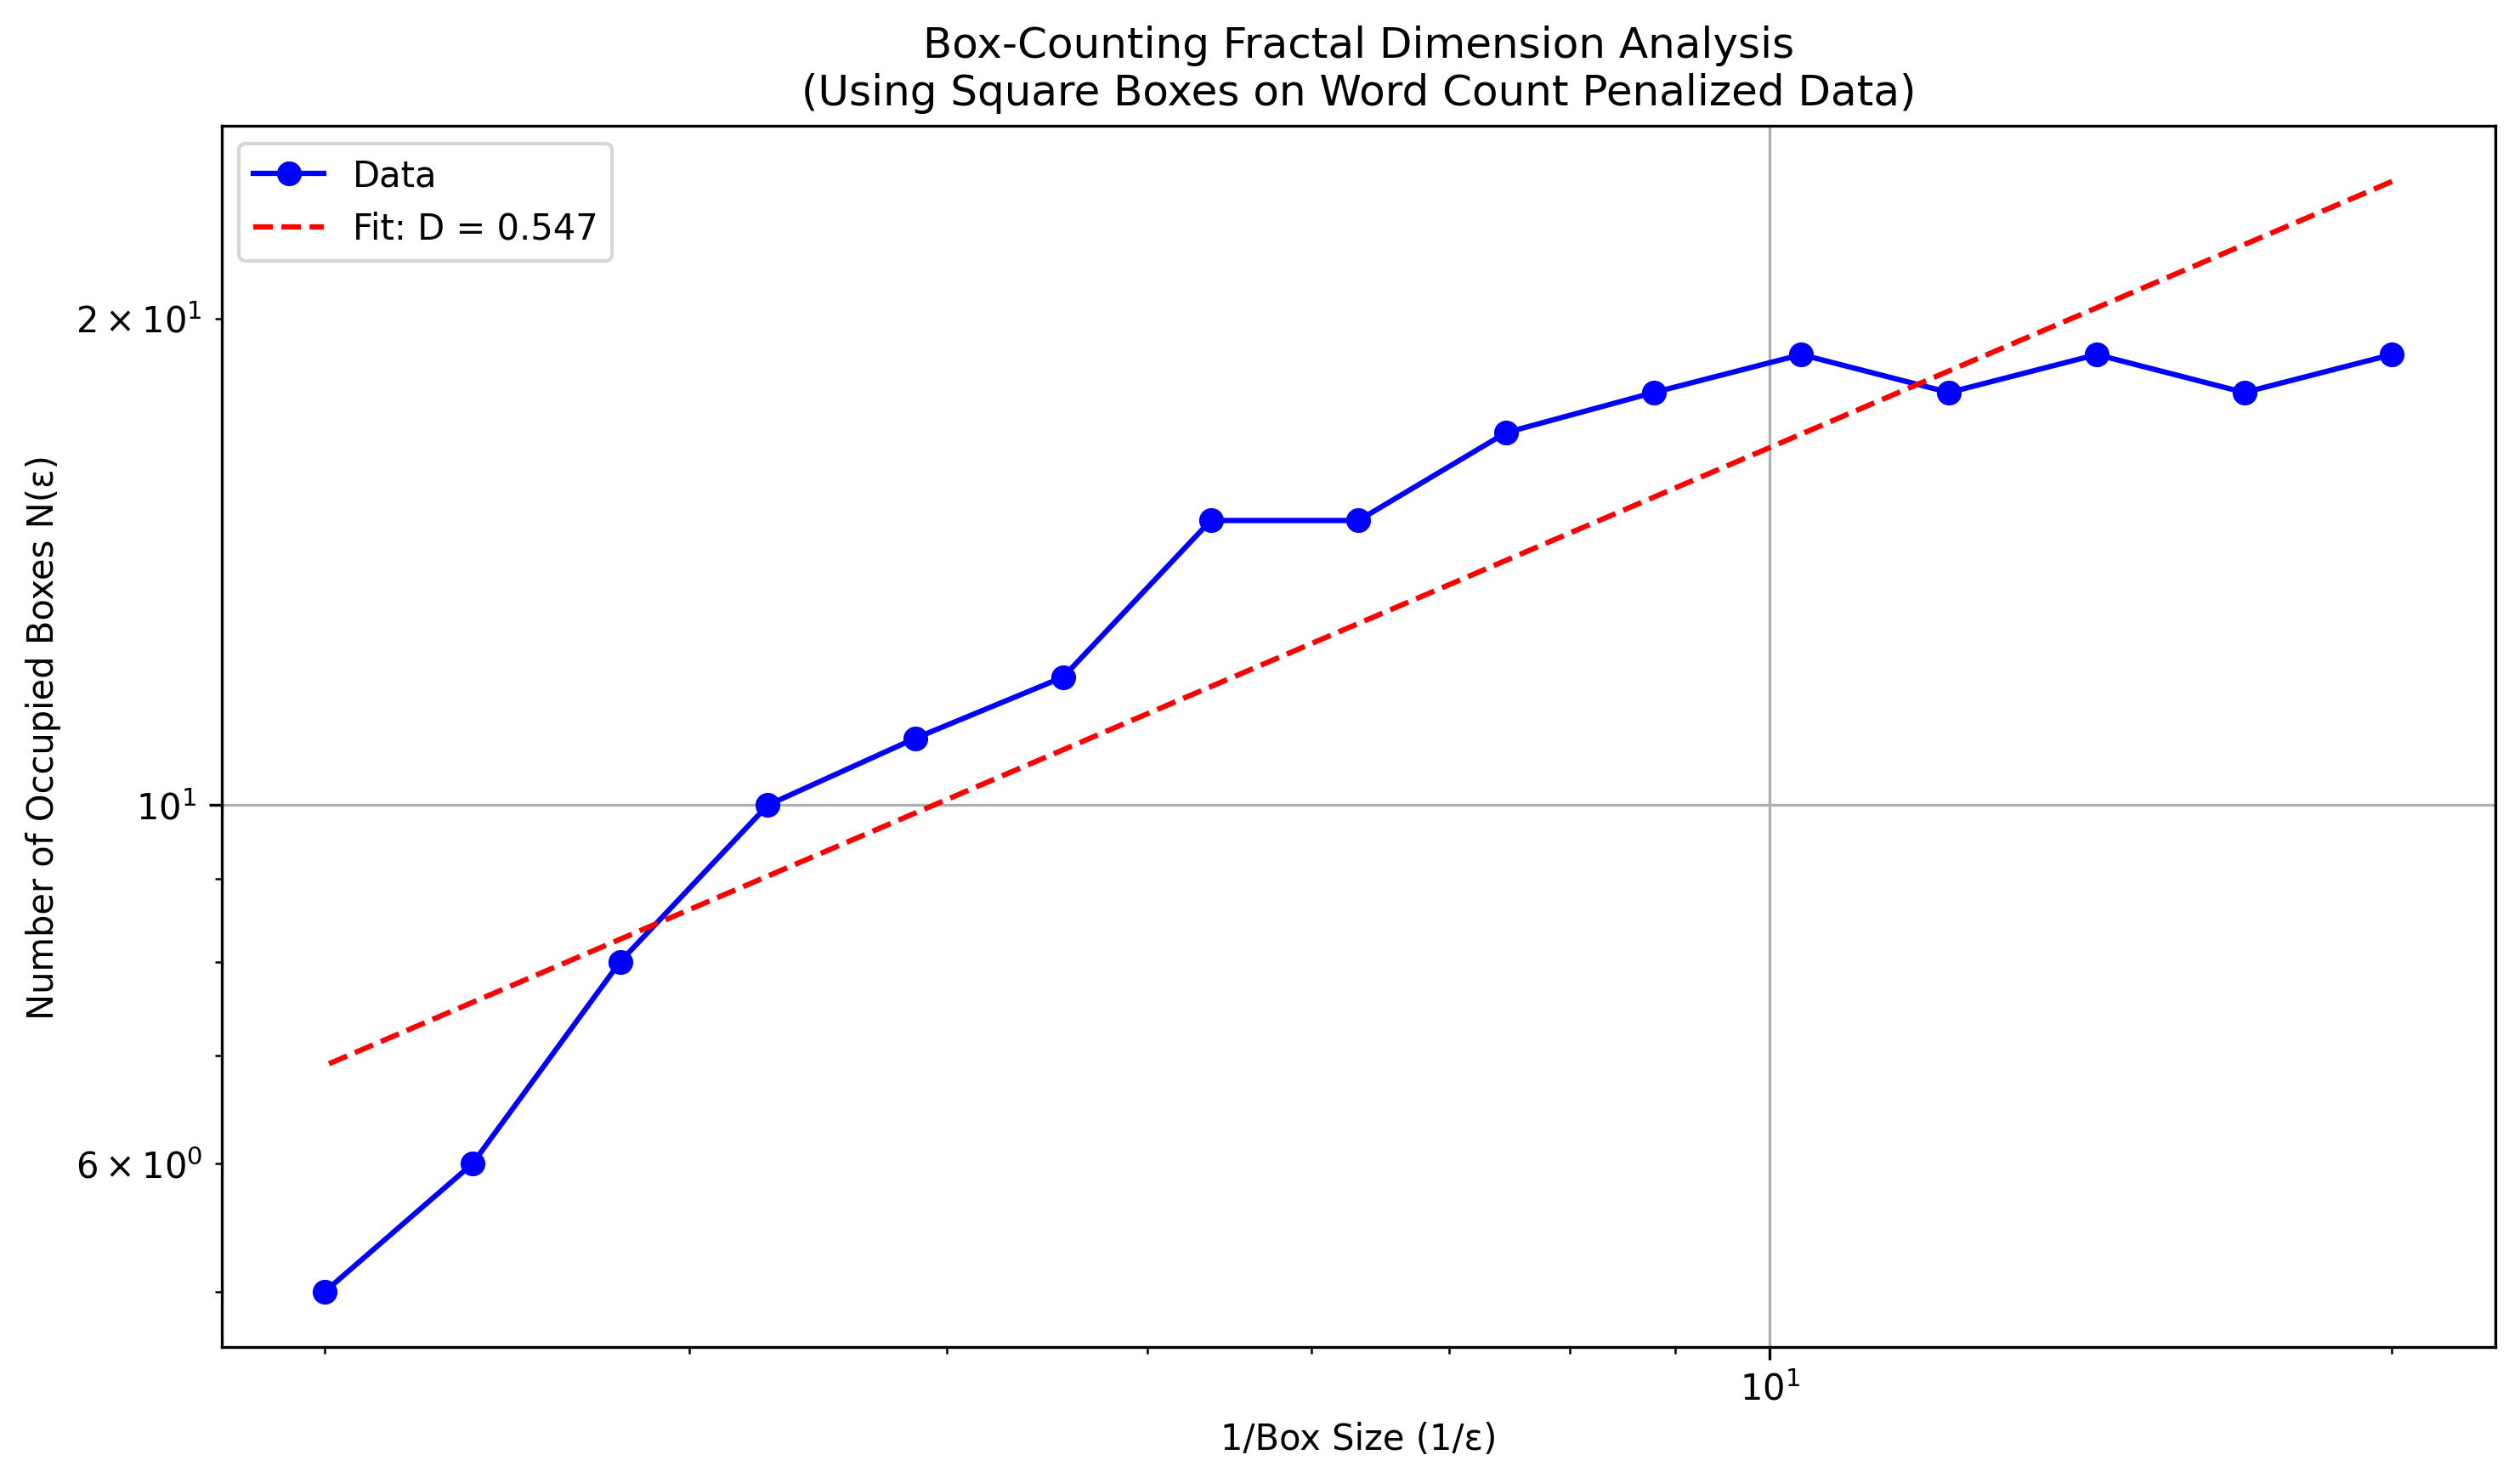 Box-Counting Fractal Dimension Analysis
(Using Square Boxes on Word Count Penalized Data)
Data
Fit: D = 0.547
Number of Occupied Boxes N(ε)
2 × 10¹
10¹
6 × 10⁰
10¹
1/Box Size (1/ε)